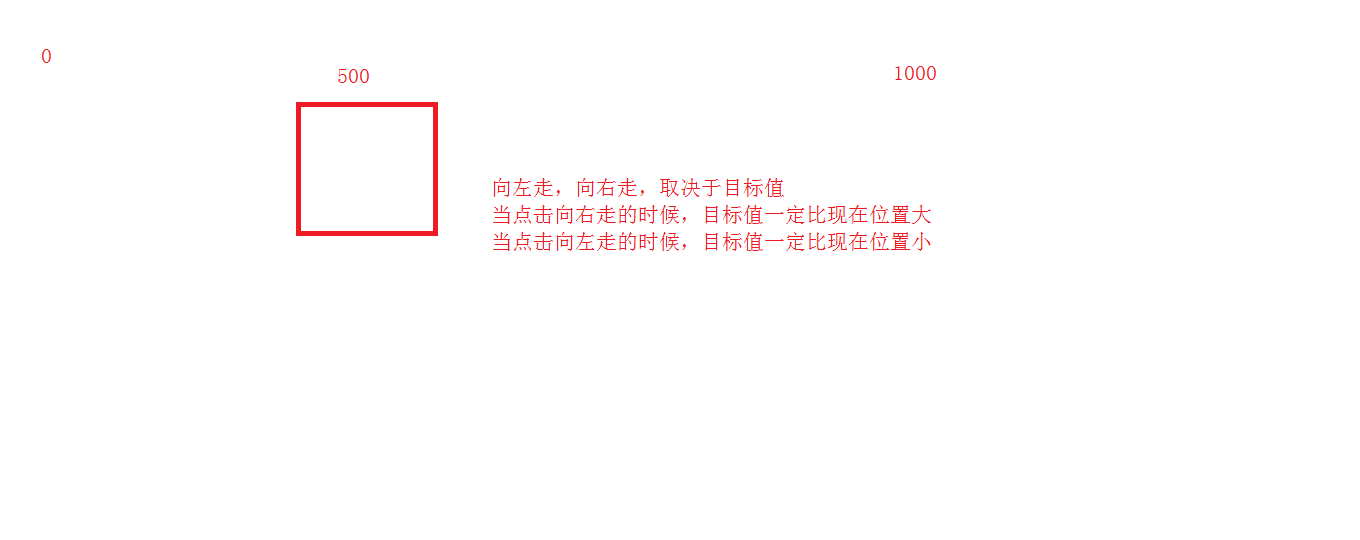 0
500
1000
向左走，向右走，取决于目标值
当点击向右走的时候，目标值一定比现在位置大
当点击向左走的时候，目标值一定比现在位置小